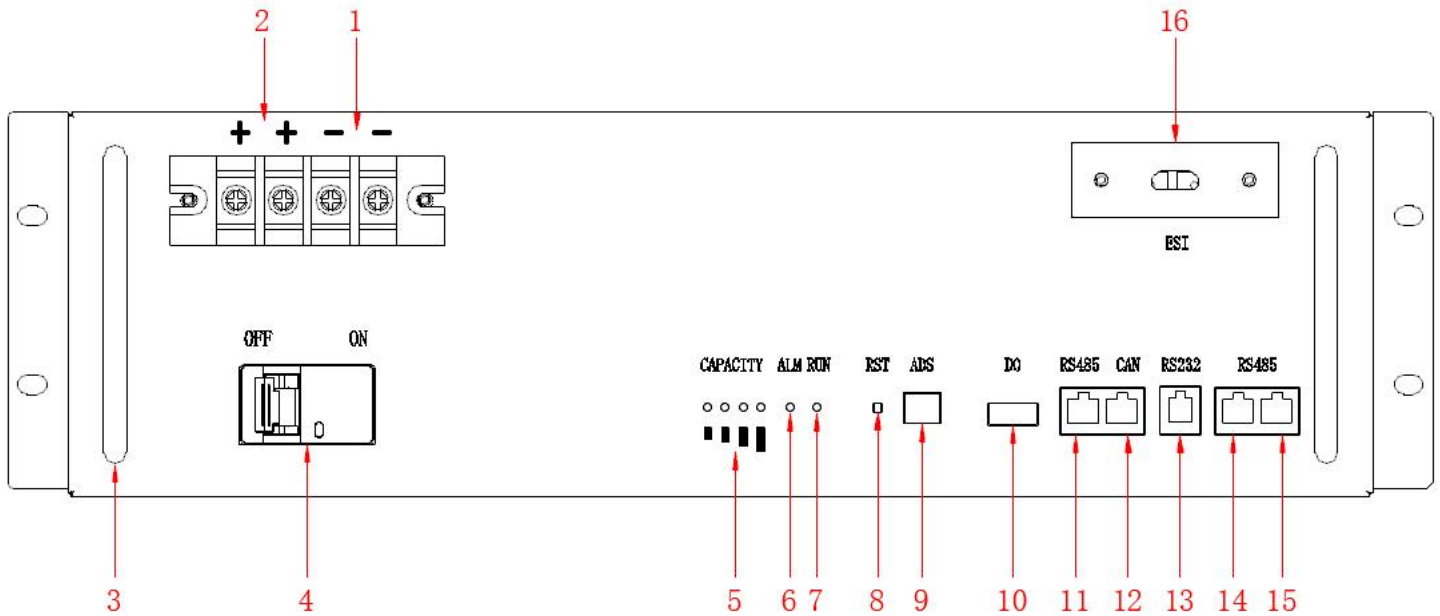 2 1 16
+ + − −
ESI
OFF ON
CAPACITY ALM RUN RST ADS DO RS485 CAN RS232 RS485
3 4 5 6 7 8 9 10 11 12 13 14 15